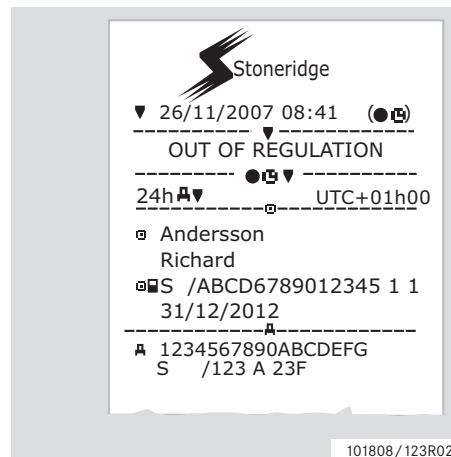 Stoneridge
▼ 26/11/2007 08:41 (●◷)
OUT OF REGULATION
●◷▼
24h▼ UTC+01h00
Andersson
Richard
S /ABCD6789012345 1 1
31/12/2012
1234567890ABCDEFG
S /123 A 23F
101808/123R02